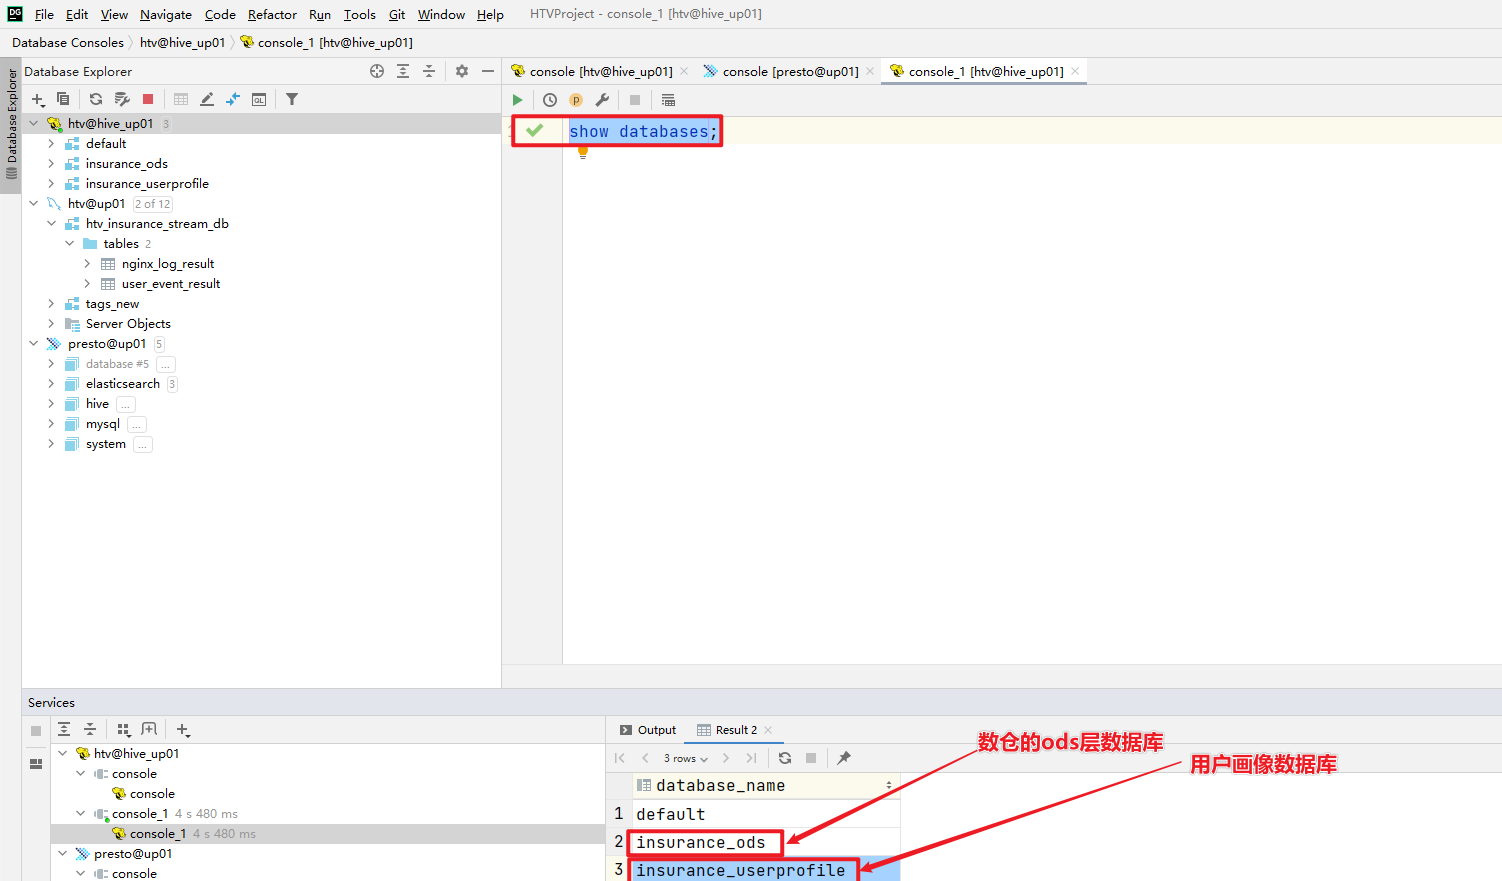 DG File Edit View Navigate Code Refactor Run Tools Git Window Help HTVProject - console_1 [htv@hive_up01]
Database Consoles htv@hive_up01 console_1 [htv@hive_up01]
Database Explorer
Database Explorer
console [htv@hive_up01] console [presto@up01] console_1 [htv@hive_up01]
QL
p
htv@hive_up01 3
default
insurance_ods
insurance_userprofile
htv@up01 2 of 12
htv_insurance_stream_db
tables 2
nginx_log_result
user_event_result
tags_new
Server Objects
presto@up01 5
database #5 ...
elasticsearch 3
hive ...
mysql ...
system ...
1 show databases;
Services
htv@hive_up01
console
console
console_1 4 s 480 ms
console_1 4 s 480 ms
presto@up01
console
Output Result 2
3 rows
数仓的ods层数据库
用户画像数据库
database_name
1 default
2 insurance_ods
3 insurance_userprofile